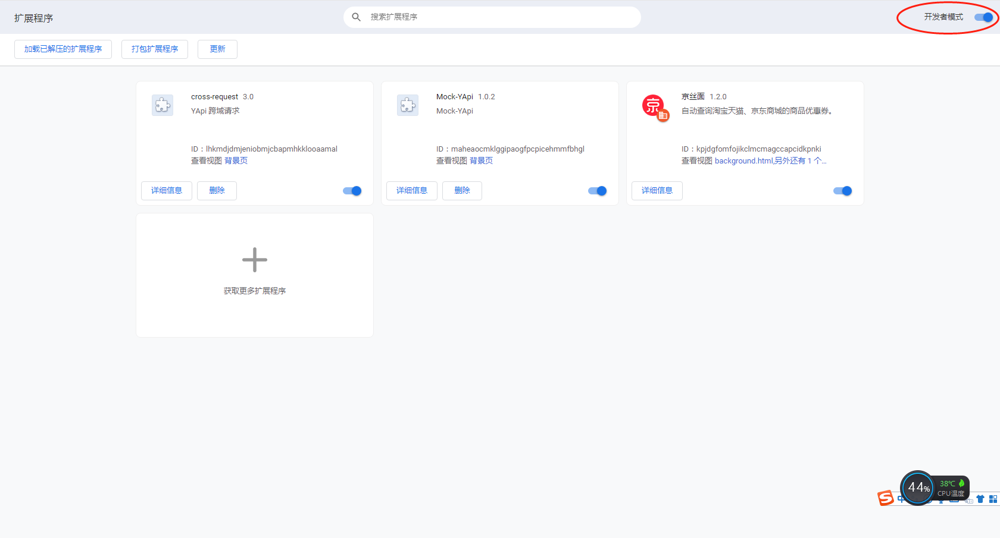 扩展程序
搜索扩展程序
开发者模式
加载已解压的扩展程序
打包扩展程序
更新
cross-request 3.0
YApi 跨域请求
ID：lhkmdjdmjeniobmjcbapmhkklooaamal
查看视图 背景页
详细信息
删除
Mock-YApi 1.0.2
Mock-YApi
ID：maheaocmklggipaogfpcpicehmmfbhgl
查看视图 背景页
详细信息
删除
京
京丝面 1.2.0
自动查询淘宝天猫、京东商城的商品优惠券。
ID：kpjdgfomfojikclmcmagccapcidkpnki
查看视图 background.html,另外还有 1 个...
详细信息
获取更多扩展程序
44%
38℃
CPU温度
S